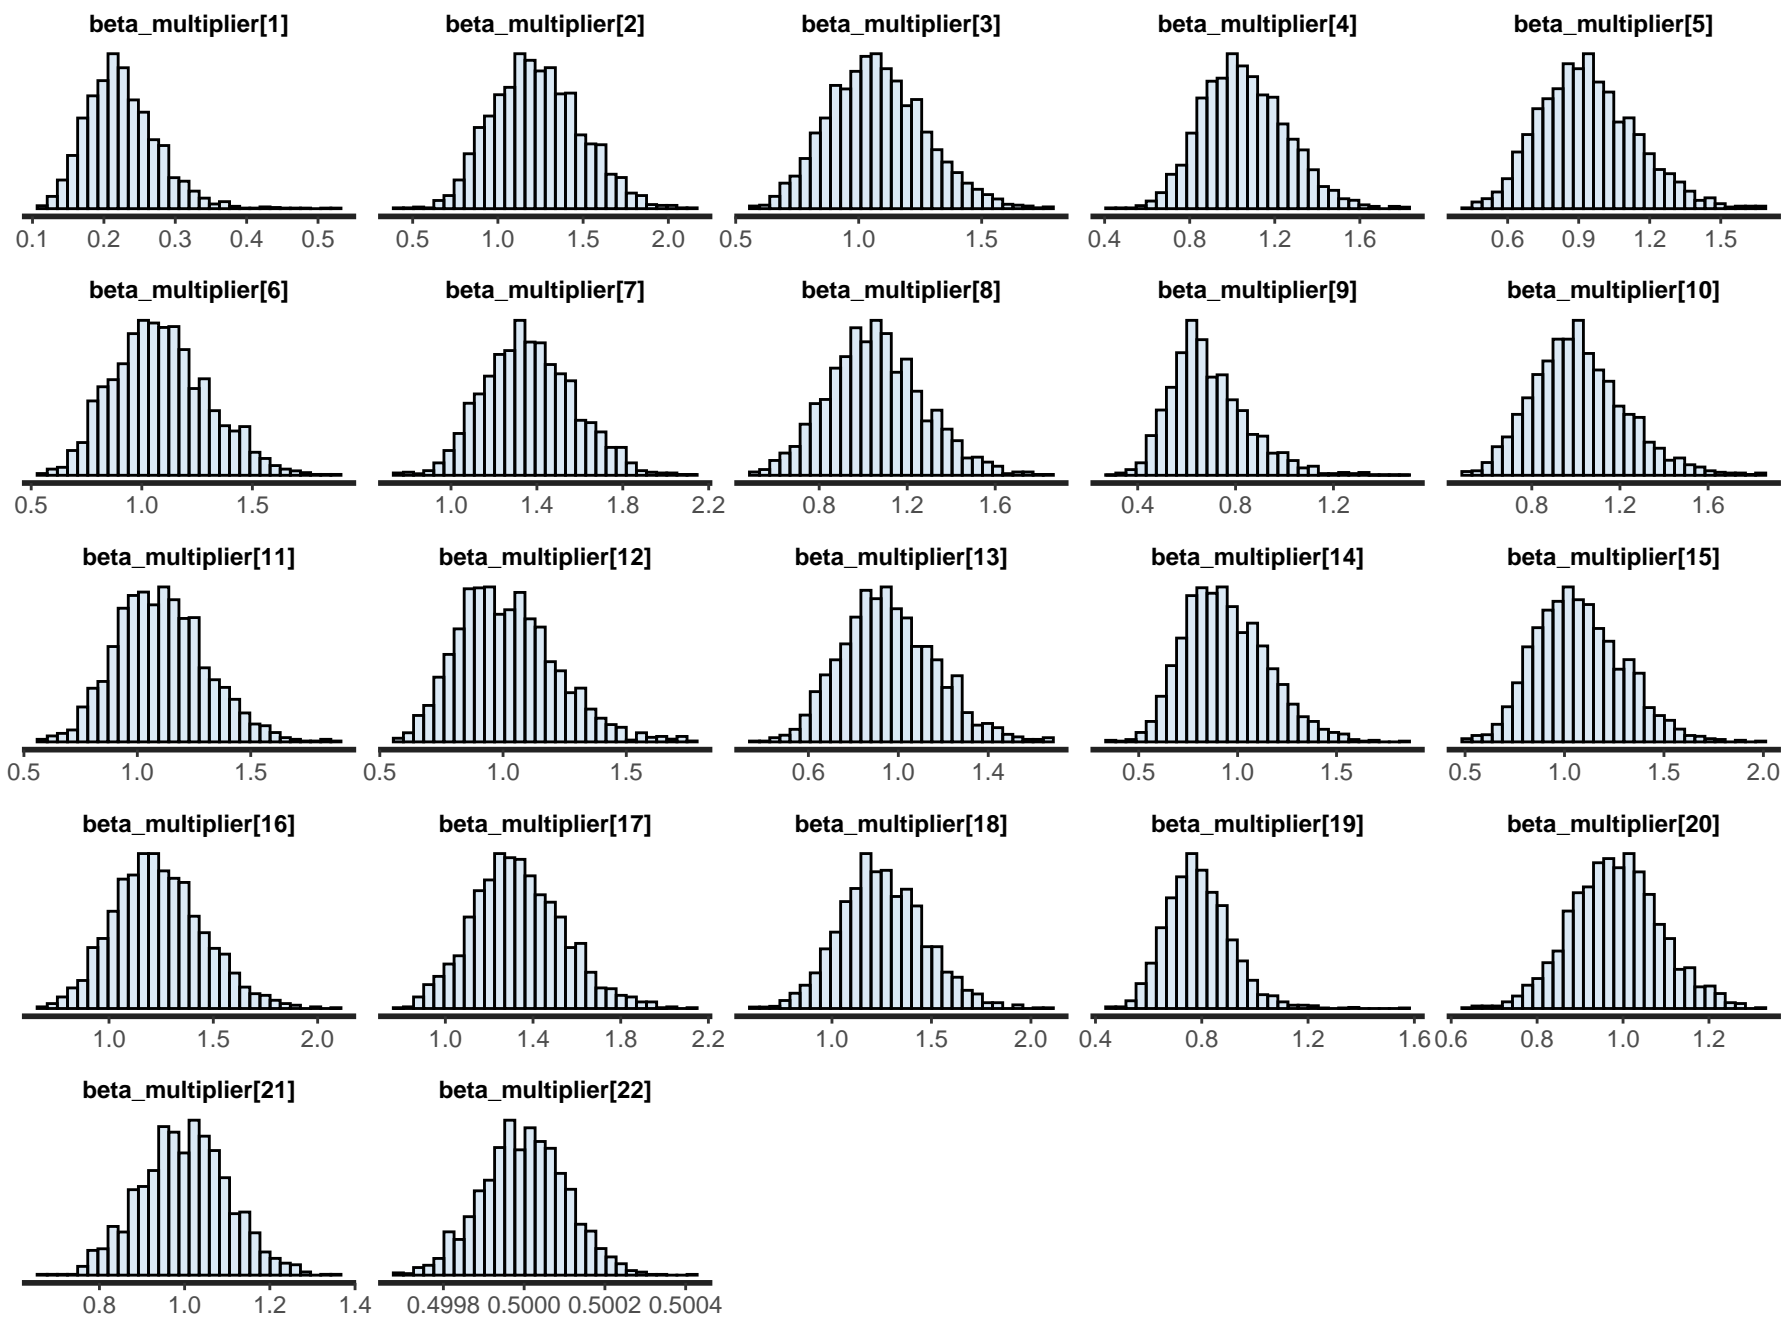 beta_multiplier[1] beta_multiplier[2] beta_multiplier[3] beta_multiplier[4] beta_multiplier[5]
0.1 0.2 0.3 0.4 0.5 0.5 1.0 1.5 2.0 0.5 1.0 1.5 0.4 0.8 1.2 1.6 0.6 0.9 1.2 1.5
beta_multiplier[6] beta_multiplier[7] beta_multiplier[8] beta_multiplier[9] beta_multiplier[10]
0.5 1.0 1.5 1.0 1.4 1.8 2.2 0.8 1.2 1.6 0.4 0.8 1.2 0.8 1.2 1.6
beta_multiplier[11] beta_multiplier[12] beta_multiplier[13] beta_multiplier[14] beta_multiplier[15]
0.5 1.0 1.5 0.5 1.0 1.5 0.6 1.0 1.4 0.5 1.0 1.5 0.5 1.0 1.5 2.0
beta_multiplier[16] beta_multiplier[17] beta_multiplier[18] beta_multiplier[19] beta_multiplier[20]
1.0 1.5 2.0 1.0 1.4 1.8 2.2 1.0 1.5 2.0 0.4 0.8 1.2 1.6 0.6 0.8 1.0 1.2
beta_multiplier[21] beta_multiplier[22]
0.8 1.0 1.2 1.4 0.4998 0.5000 0.5002 0.5004